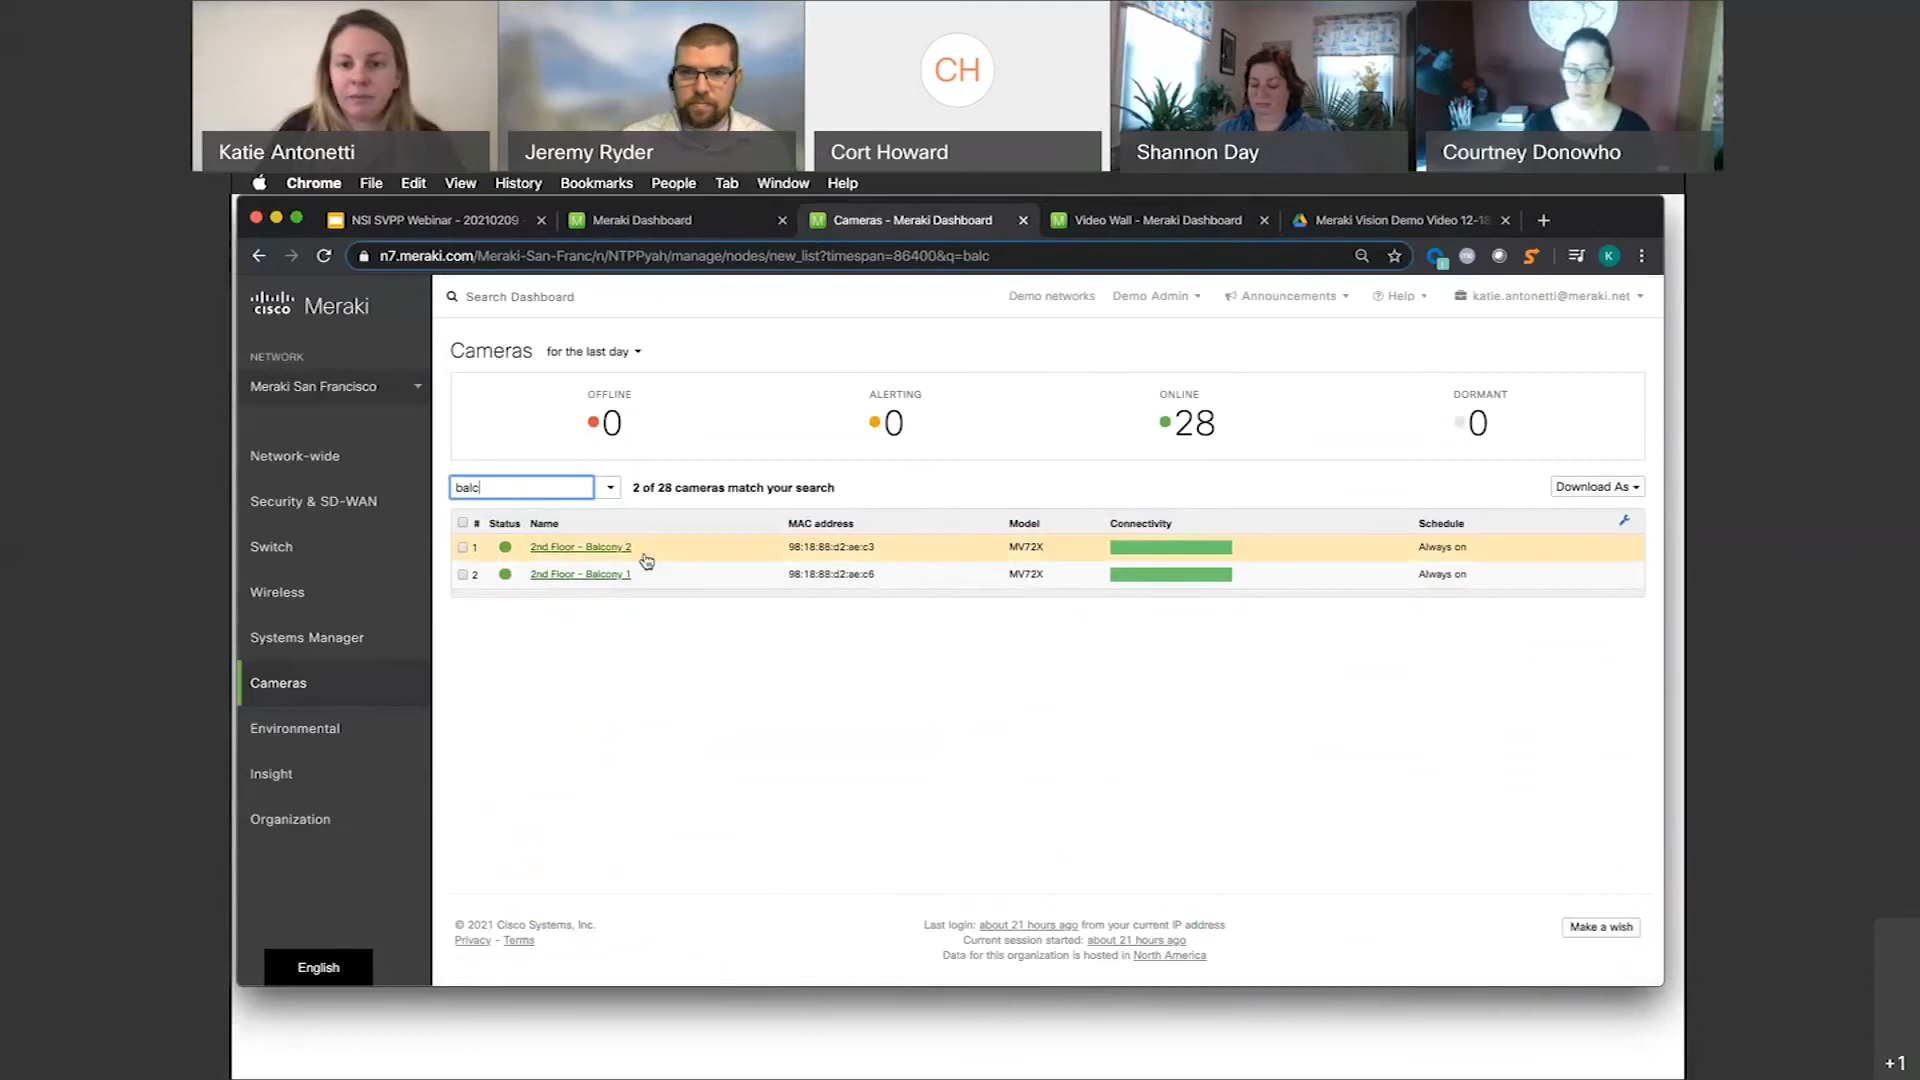 CH
Katie Antonetti
Jeremy Ryder
Cort Howard
Shannon Day
Courtney Donowho
Chrome File Edit View History Bookmarks People Tab Window Help
NSI SVPP Webinar - 20210209
Meraki Dashboard
Cameras - Meraki Dashboard
Video Wall - Meraki Dashboard
Meraki Vision Demo Video 12-18
n7.meraki.com/Meraki-San-Franc/n/NTPPyah/manage/nodes/new_list?timespan=86400&q=balc
K
cisco Meraki
Search Dashboard
Demo networks Demo Admin Announcements Help katie.antonetti@meraki.net
NETWORK
Meraki San Francisco
Network-wide
Security & SD-WAN
Switch
Wireless
Systems Manager
Cameras
Environmental
Insight
Organization
English
Cameras for the last day
OFFLINE ALERTING ONLINE DORMANT
0 0 28 0
balc 2 of 28 cameras match your search Download As
# Status Name MAC address Model Connectivity Schedule
1 2nd Floor - Balcony 2 98:18:88:d2:ae:c3 MV72X Always on
2 2nd Floor - Balcony 1 98:18:88:d2:ae:c6 MV72X Always on
© 2021 Cisco Systems, Inc.
Privacy - Terms
Last login: about 21 hours ago from your current IP address
Current session started: about 21 hours ago
Data for this organization is hosted in North America
Make a wish
+1